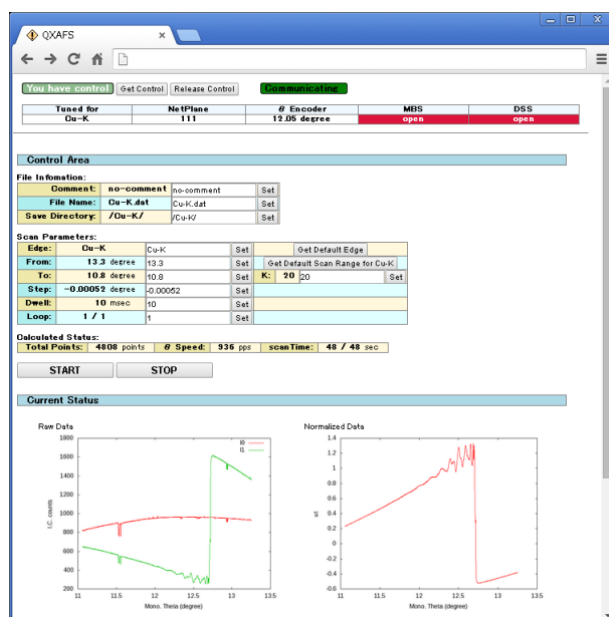 QXAFS
You have control Get Control Release Control Communicating
Tuned for NetPlane θ Encoder MBS DSS
Cu-K 111 12.05 degree open open
Control Area
File Infomation:
Comment: no-comment no-comment Set
File Name: Cu-K.dat Cu-K.dat Set
Save Directory: /Cu-K/ /Cu-K/ Set
Scan Parameters:
Edge: Cu-K Cu-K Set Get Default Edge
From: 13.3 degree 13.3 Set Get Default Scan Range for Cu-K
To: 10.8 degree 10.8 Set K: 20 20 Set
Step: -0.00052 degree -0.00052 Set
Dwell: 10 msec 10 Set
Loop: 1 / 1 1 Set
Calculated Status:
Total Points: 4808 points θ Speed: 936 pps scanTime: 48 / 48 sec
START STOP
Current Status
Raw Data
1800
1600
1400
1200
1000
800
600
400
200
I.C. counts
I0
I1
11 11.5 12 12.5 13 13.5
Mono. Theta (degree)
Normalized Data
1.4
1.2
1
0.8
0.6
0.4
0.2
0
-0.2
-0.4
-0.6
11 11.5 12 12.5 13 13.5
Mono. Theta (degree)